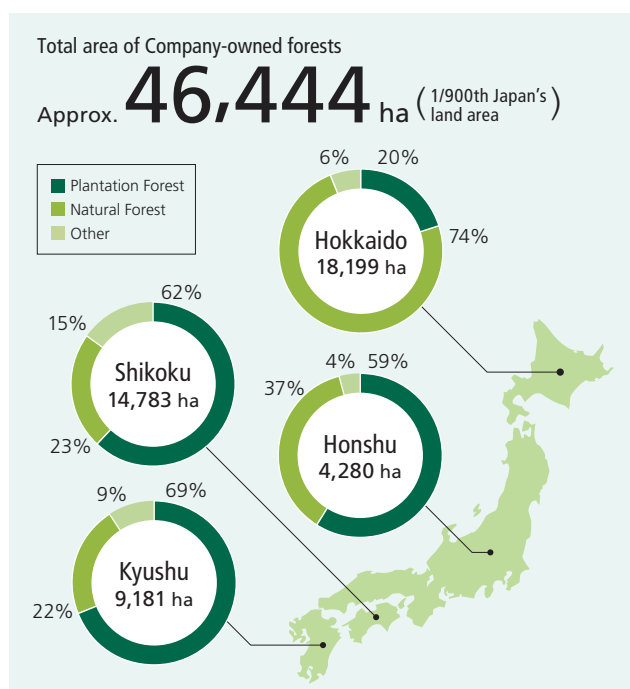 Total area of Company-owned forests
Approx. 46,444 ha (1/900th Japan's
land area)
Plantation Forest
Natural Forest
Other
6%
20%
74%
Hokkaido
18,199 ha
62%
15%
23%
Shikoku
14,783 ha
4%
59%
37%
Honshu
4,280 ha
9%
69%
22%
Kyushu
9,181 ha